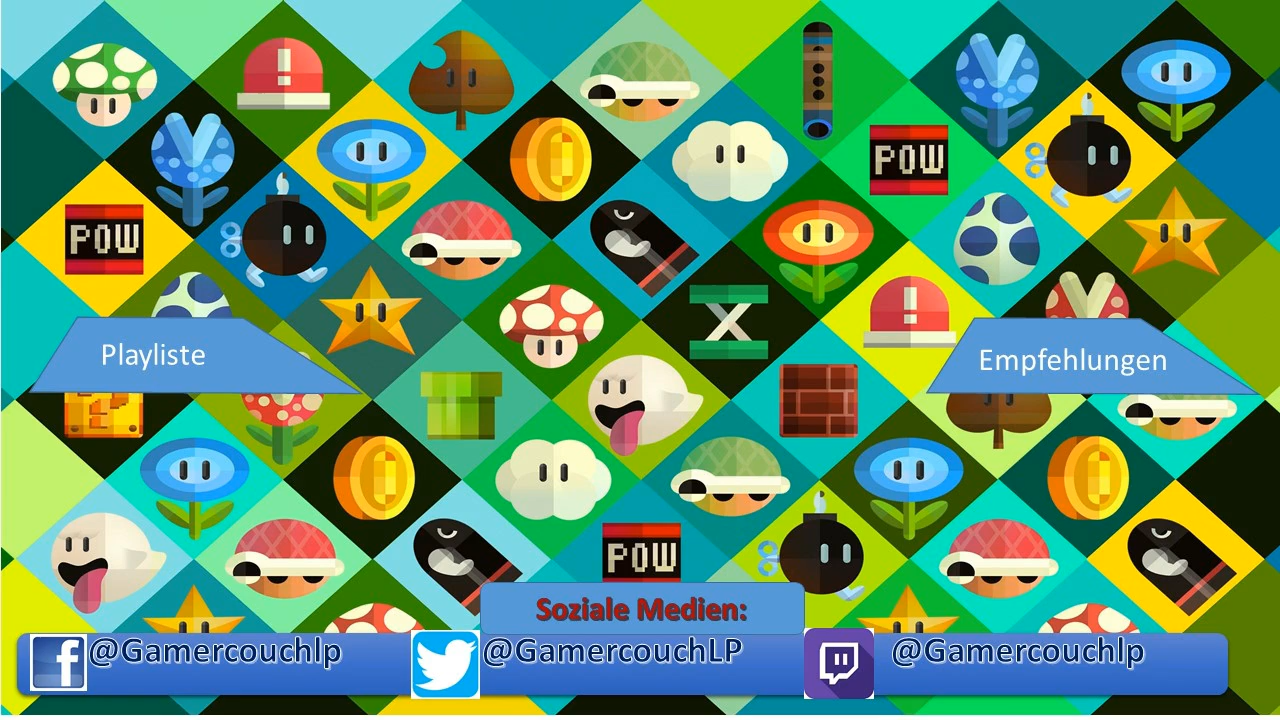 !
POW
POW
!
Playliste
Empfehlungen
?
POW
Soziale Medien:
@Gamercouchlp
@GamercouchLP
@Gamercouchlp